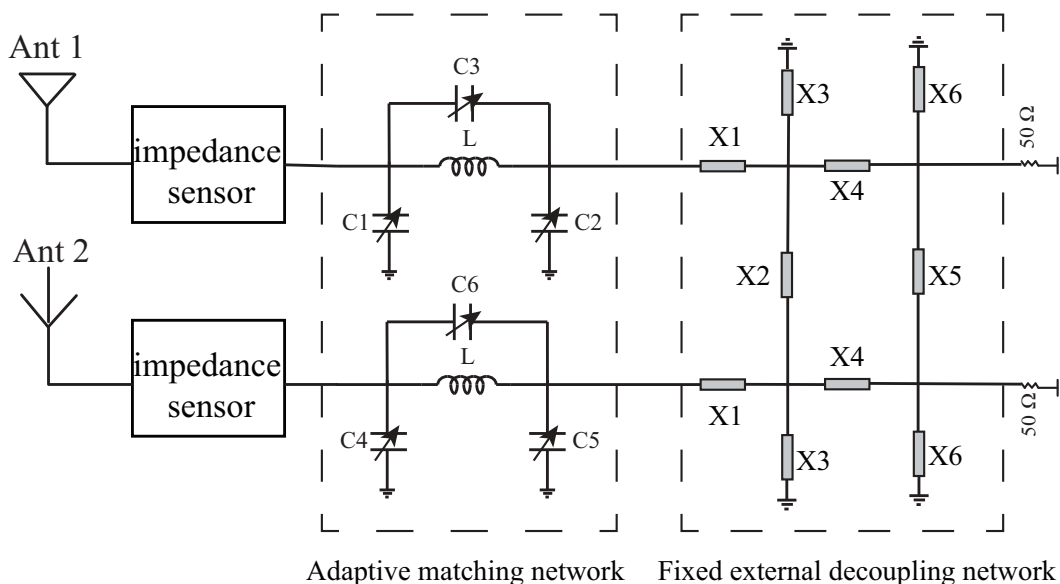 Ant 1
impedance
sensor
C3
L
C1
C2
X1
X3
X4
X6
50 Ω
X2
X5
Ant 2
impedance
sensor
C6
L
C4
C5
X1
X4
X3
X6
50 Ω
Adaptive matching network
Fixed external decoupling network